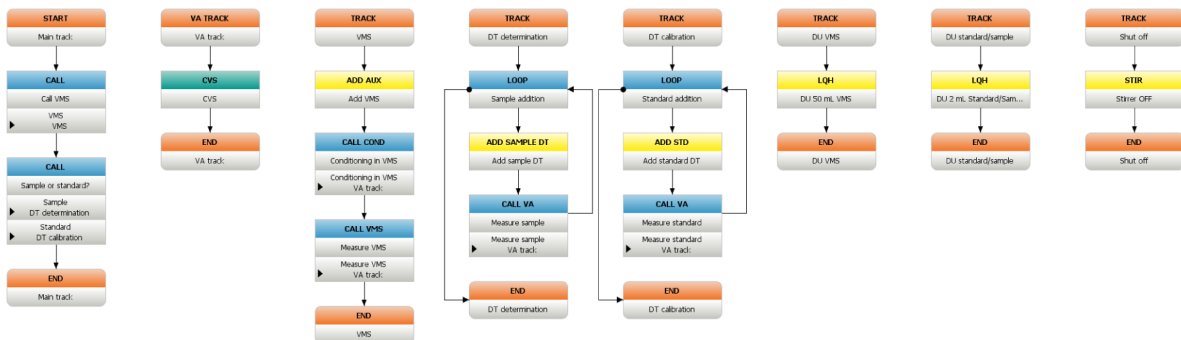 START
Main track
CALL
Call VMS
VMS
VMS
CALL
Sample or standard?
Sample
DT determination
Standard
DT calibration
END
Main track
VA TRACK
VA track
CVS
CVS
END
VA track
TRACK
VMS
ADD AUX
Add VMS
CALL COND
Conditioning in VMS
Conditioning in VMS
VA track
CALL VMS
Measure VMS
Measure VMS
VA track
END
VMS
TRACK
DT determination
LOOP
Sample addition
ADD SAMPLE DT
Add sample DT
CALL VA
Measure sample
Measure sample
VA track
END
DT determination
TRACK
DT calibration
LOOP
Standard addition
ADD STD
Add standard DT
CALL VA
Measure standard
Measure standard
VA track
END
DT calibration
TRACK
DU VMS
LQH
DU 50 mL VMS
END
DU VMS
TRACK
DU standard/sample
LQH
DU 2 mL Standard/Sam...
END
DU standard/sample
TRACK
Shut off
STIR
Stirrer OFF
END
Shut off